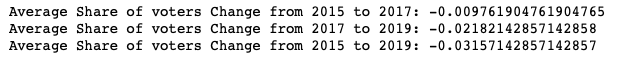 Average Share of voters Change from 2015 to 2017: -0.009761904761904765
Average Share of voters Change from 2017 to 2019: -0.02182142857142858
Average Share of voters Change from 2015 to 2019: -0.03157142857142857